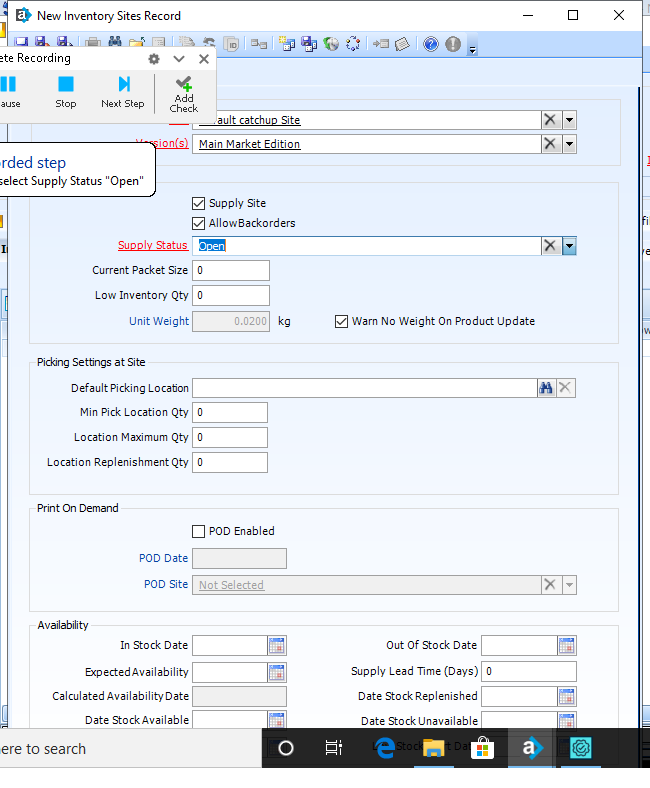 New Inventory Sites Record
ete Recording
ause
Stop
Next Step
Add
Check
ault catchup Site
Version(s)
Main Market Edition
orded step
select Supply Status "Open"
Supply Site
AllowBackorders
Supply Status
Open
Current Packet Size
0
Low Inventory Qty
0
Unit Weight
0.0200
kg
Warn No Weight On Product Update
Picking Settings at Site
Default Picking Location
Min Pick Location Qty
0
Location Maximum Qty
0
Location Replenishment Qty
0
Print On Demand
POD Enabled
POD Date
POD Site
Not Selected
Availability
In Stock Date
Out Of Stock Date
Expected Availability
Supply Lead Time (Days)
0
Calculated Availability Date
Date Stock Replenished
Date Stock Available
Date Stock Unavailable
ere to search